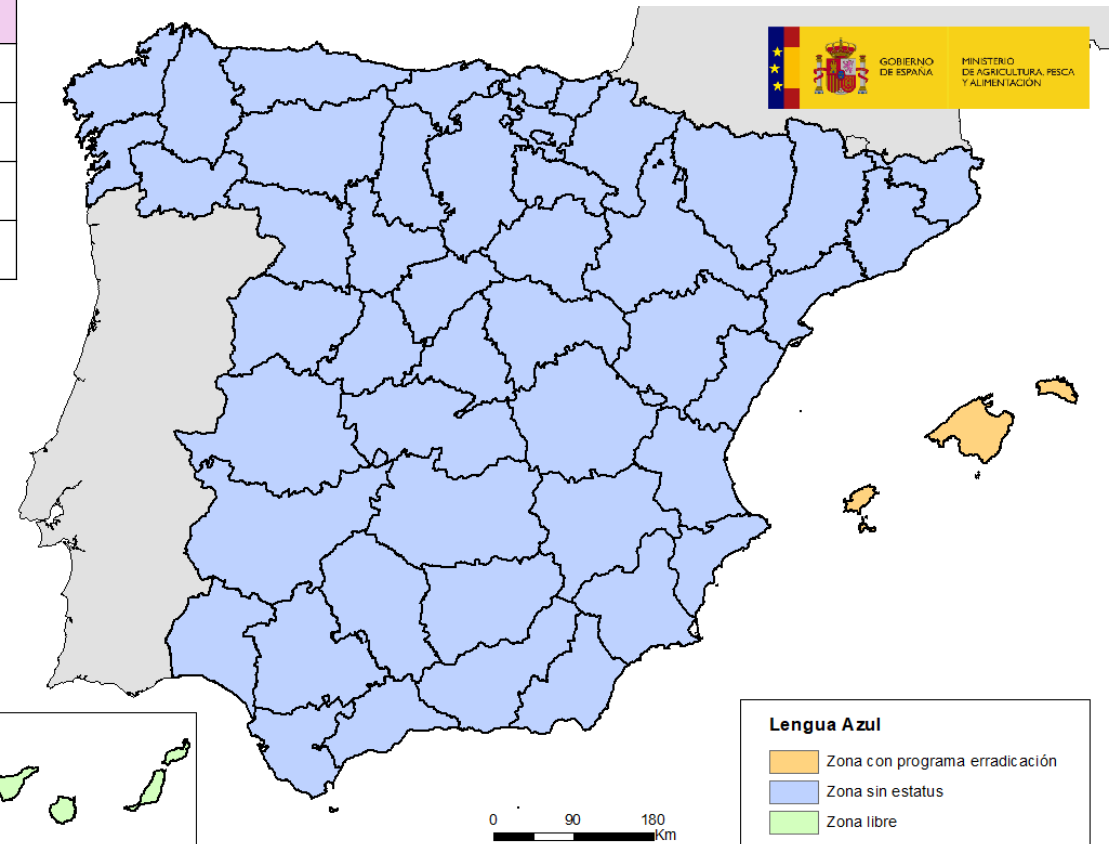 GOBIERNO
DE ESPAÑA
MINISTERIO
DE AGRICULTURA, PESCA
Y ALIMENTACIÓN
Lengua Azul
Zona con programa erradicación
Zona sin estatus
Zona libre
0 90 180
Km